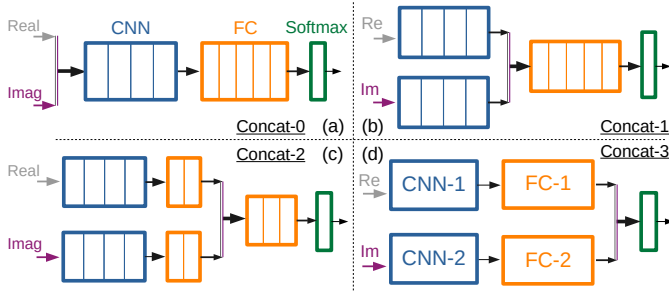 Real CNN FC Softmax
Imag
Concat-0 (a)
Re
Im
(b) Concat-1
Concat-2 (c)
Real
Imag
(d) Concat-3
Re CNN-1 FC-1
Im CNN-2 FC-2